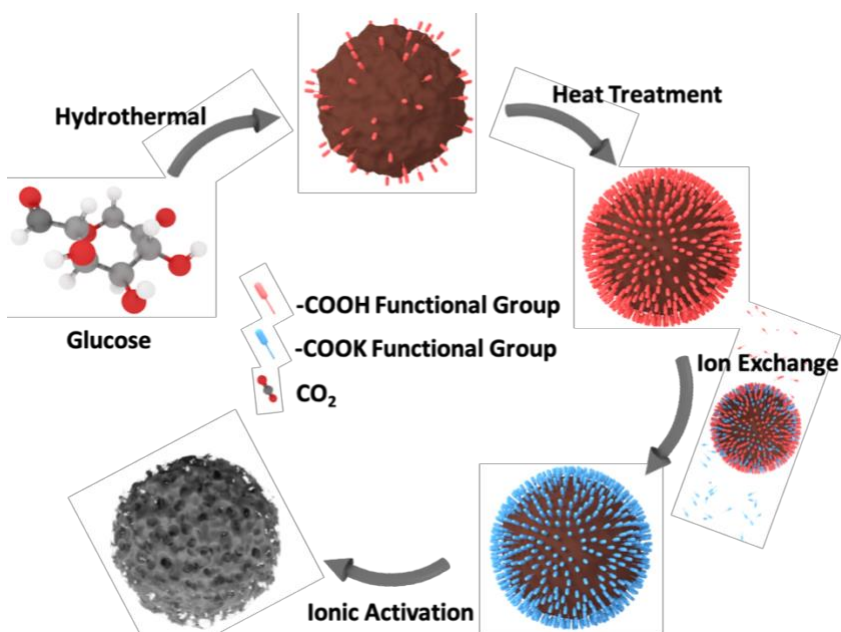 Hydrothermal
Heat Treatment
Glucose
-COOH Functional Group
-COOK Functional Group
CO₂
Ion Exchange
Ionic Activation